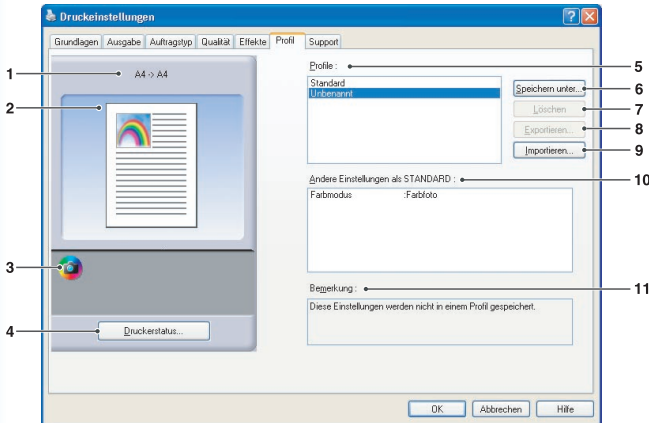 Druckeinstellungen
Grundlagen Ausgabe Auftragstyp Qualität Effekte Profil Support
1
A4 -> A4
2
3
4
Druckerstatus...
Profile :
5
Standard
Unbenannt
Speichern unter...
6
Löschen
7
Exportieren...
8
Importieren...
9
Andere Einstellungen als STANDARD :
10
Farbmodus :Farbfoto
Bemerkung :
11
Diese Einstellungen werden nicht in einem Profil gespeichert.
OK Abbrechen Hilfe